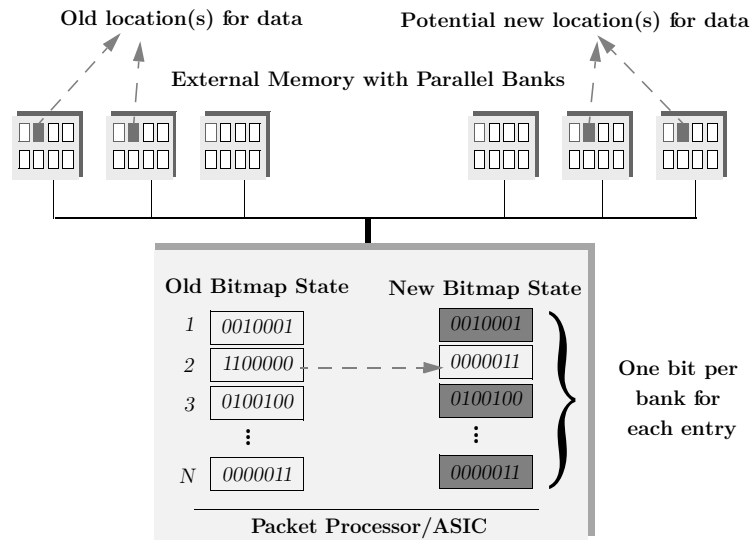 Old location(s) for data
Potential new location(s) for data
External Memory with Parallel Banks
Old Bitmap State
New Bitmap State
1 0010001 0010001
2 1100000 0000011
3 0100100 0100100
N 0000011 0000011
One bit per
bank for
each entry
Packet Processor/ASIC